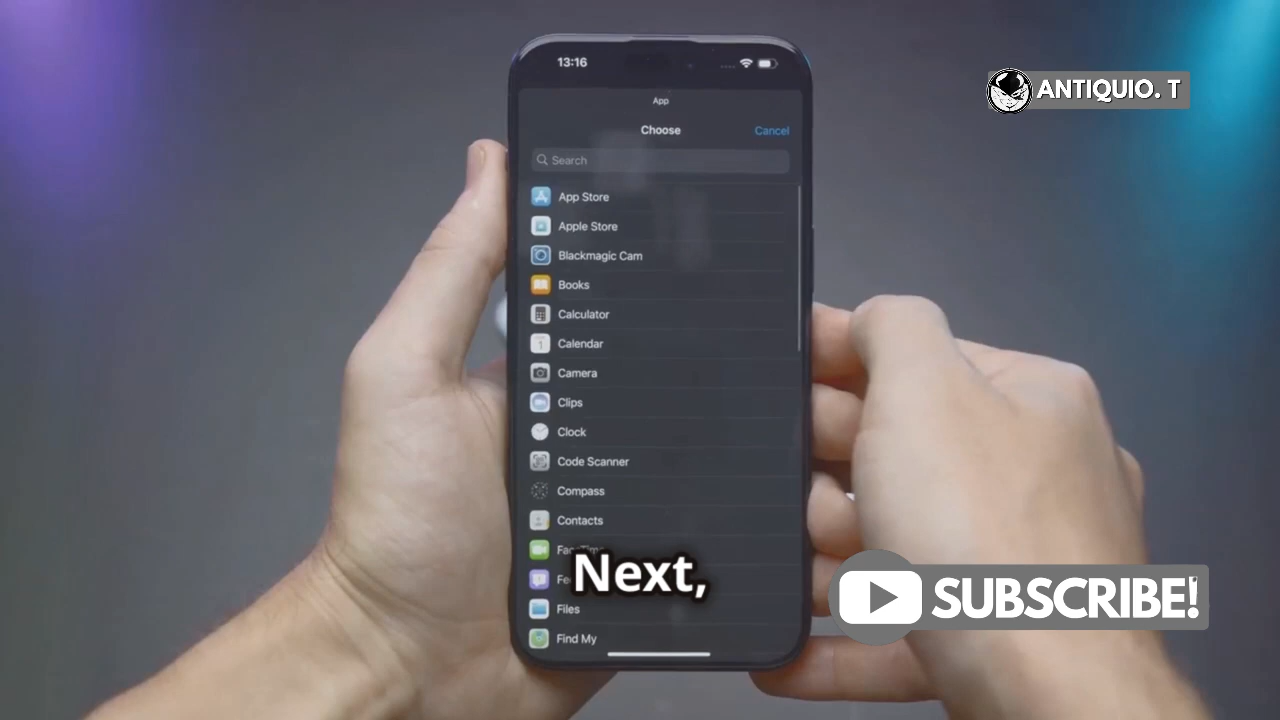 13:16
ANTIQUIO. T
App
Choose
Cancel
Search
App Store
Apple Store
Blackmagic Cam
Books
Calculator
1
Calendar
Camera
Clips
Clock
Code Scanner
Compass
Contacts
Next,
SUBSCRIBE!
Files
Find My